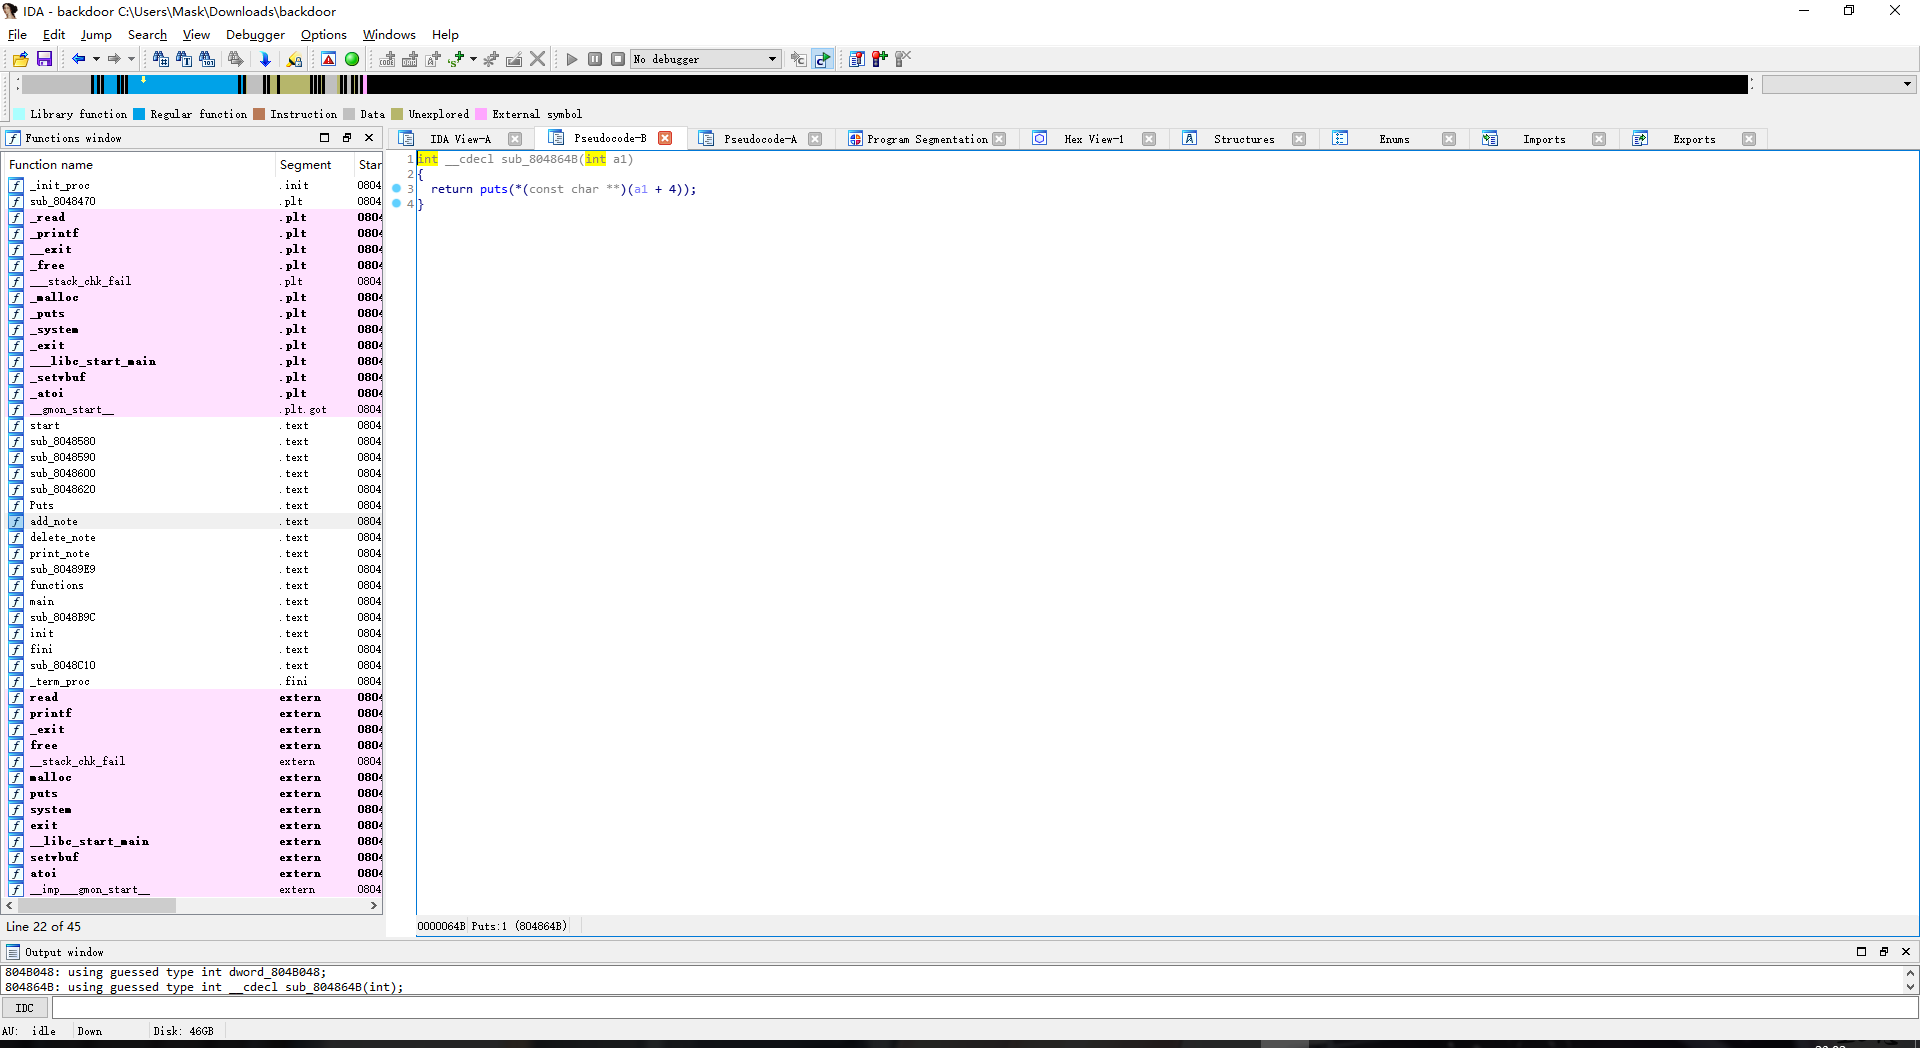 IDA - backdoor C:\Users\Mask\Downloads\backdoor
File Edit Jump Search View Debugger Options Windows Help
No debugger
Library function Regular function Instruction Data Unexplored External symbol
Functions window
IDA View-A Pseudocode-B Pseudocode-A Program Segmentation Hex View-1 Structures Enums Imports Exports
Function name Segment Star
_init_proc .init 0804
sub_8048470 .plt 0804
_read .plt 0804
_printf .plt 0804
__exit .plt 0804
_free .plt 0804
___stack_chk_fail .plt 0804
_malloc .plt 0804
_puts .plt 0804
_system .plt 0804
_exit .plt 0804
___libc_start_main .plt 0804
_setvbuf .plt 0804
_atoi .plt 0804
__gmon_start__ .plt.got 0804
start .text 0804
sub_8048580 .text 0804
sub_8048590 .text 0804
sub_8048600 .text 0804
sub_8048620 .text 0804
Puts .text 0804
add_note .text 0804
delete_note .text 0804
print_note .text 0804
sub_80489E9 .text 0804
functions .text 0804
main .text 0804
sub_8048B9C .text 0804
init .text 0804
fini .text 0804
sub_8048C10 .text 0804
_term_proc .fini 0804
read extern 0804
printf extern 0804
_exit extern 0804
free extern 0804
__stack_chk_fail extern 0804
malloc extern 0804
puts extern 0804
system extern 0804
exit extern 0804
__libc_start_main extern 0804
setvbuf extern 0804
atoi extern 0804
__imp___gmon_start__ extern 0804
Line 22 of 45
1 int __cdecl sub_804864B(int a1)
2 {
3 return puts(*(const char **)(a1 + 4));
4 }
0000064B Puts:1 (804864B)
Output window
804B048: using guessed type int dword_804B048;
804864B: using guessed type int __cdecl sub_804864B(int);
IDC
AU: idle Down Disk: 46GB